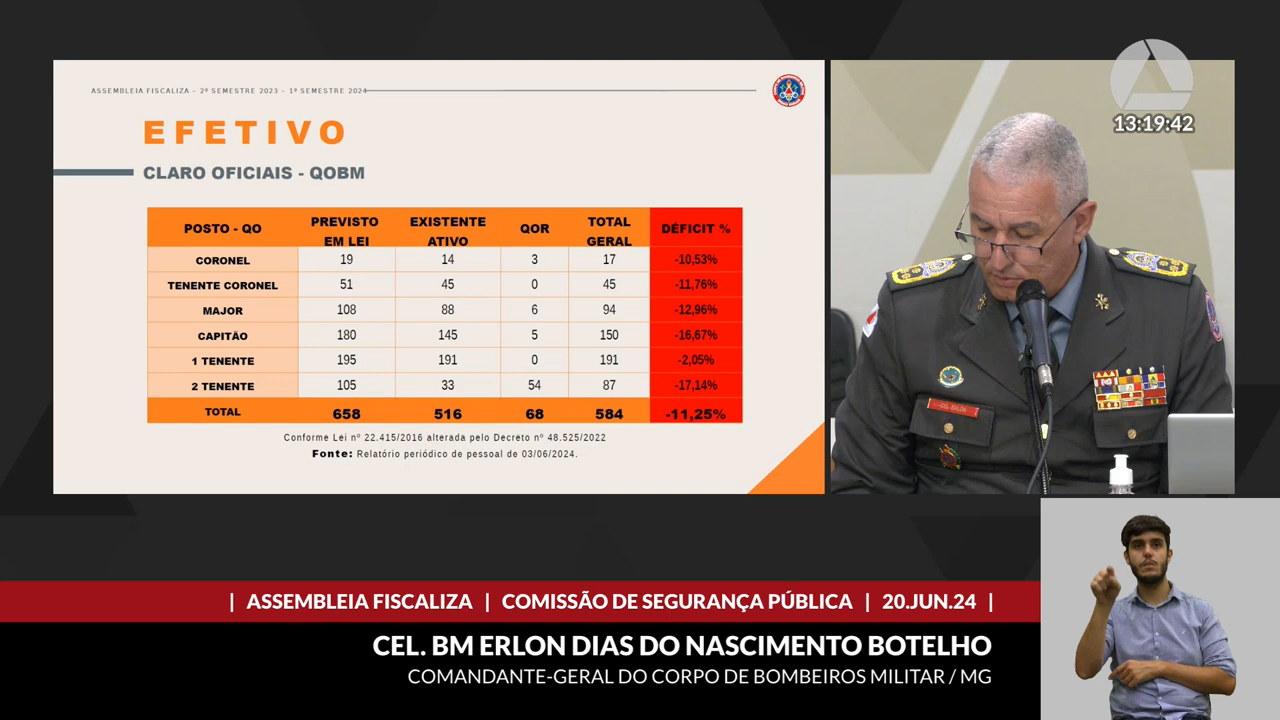 ASSEMBLEIA FISCALIZA - 2º SEMESTRE 2023 - 1º SEMESTRE 2024
EFETIVO
CLARO OFICIAIS - QOBM
POSTO - QO PREVISTO EM LEI EXISTENTE ATIVO QOR TOTAL GERAL DÉFICIT %
CORONEL 19 14 3 17 -10,53%
TENENTE CORONEL 51 45 0 45 -11,76%
MAJOR 108 88 6 94 -12,96%
CAPITÃO 180 145 5 150 -16,67%
1 TENENTE 195 191 0 191 -2,05%
2 TENENTE 105 33 54 87 -17,14%
TOTAL 658 516 68 584 -11,25%
Conforme Lei nº 22.415/2016 alterada pelo Decreto nº 48.525/2022
Fonte: Relatório periódico de pessoal de 03/06/2024.
13:19:42
CEL ERLON
| ASSEMBLEIA FISCALIZA | COMISSÃO DE SEGURANÇA PÚBLICA | 20.JUN.24 |
CEL. BM ERLON DIAS DO NASCIMENTO BOTELHO
COMANDANTE-GERAL DO CORPO DE BOMBEIROS MILITAR / MG